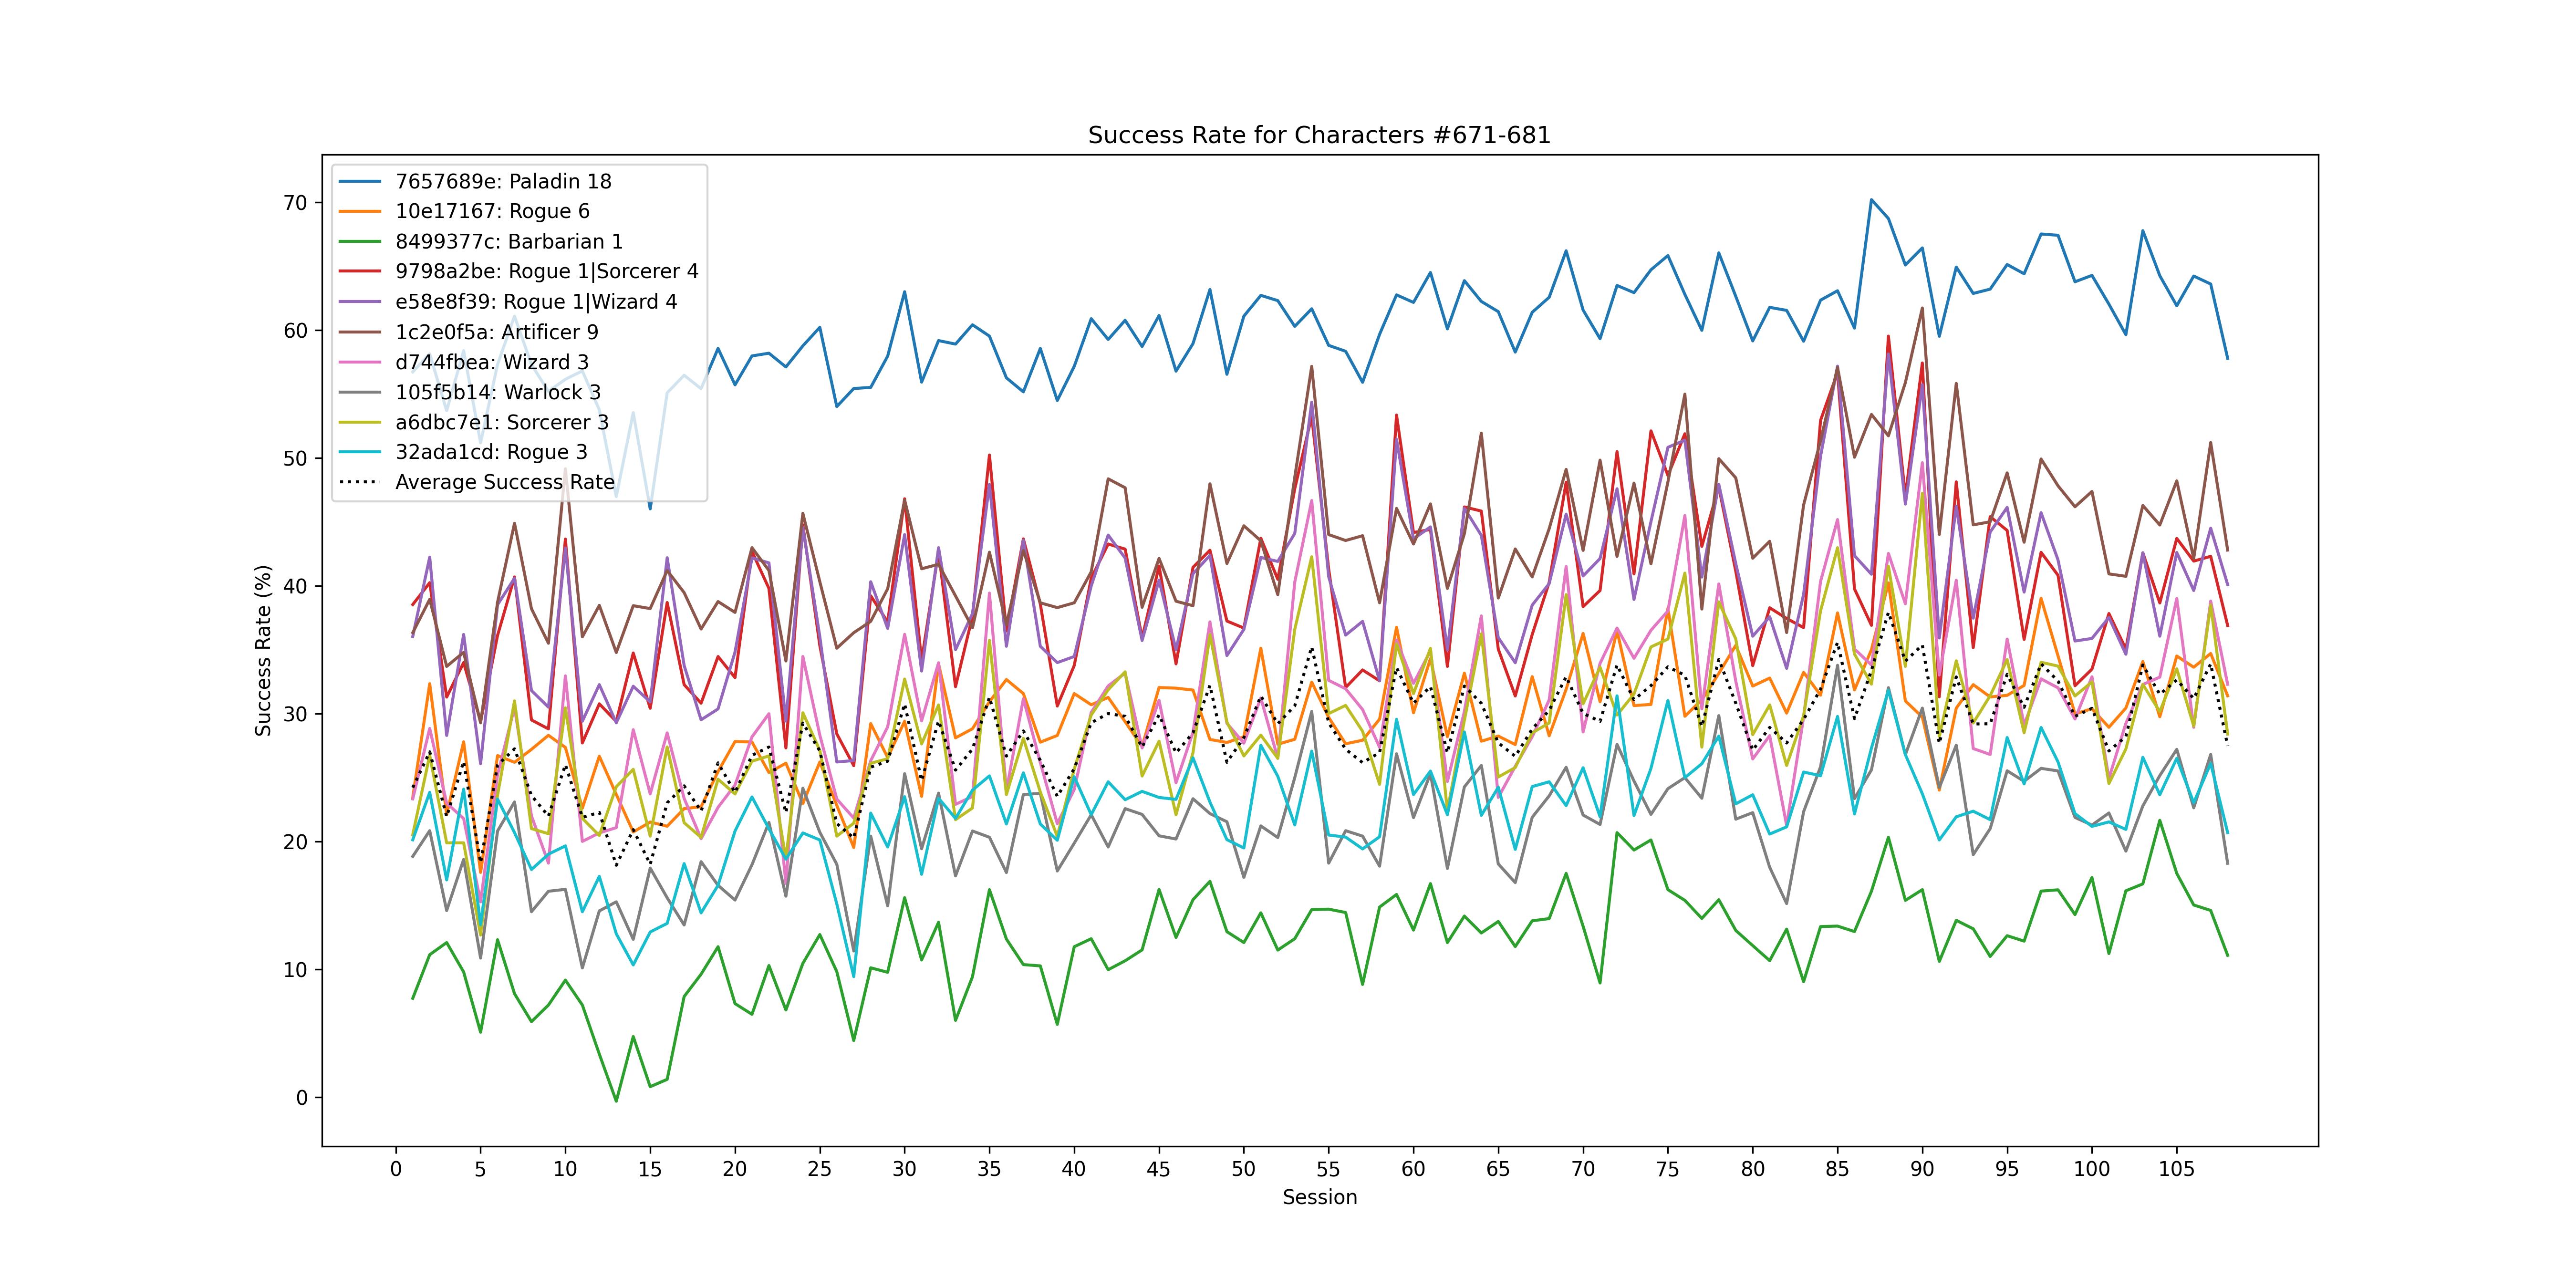 Success Rate for Characters #671-681
7657689e: Paladin 18
10e17167: Rogue 6
8499377c: Barbarian 1
9798a2be: Rogue 1|Sorcerer 4
e58e8f39: Rogue 1|Wizard 4
1c2e0f5a: Artificer 9
d744fbea: Wizard 3
105f5b14: Warlock 3
a6dbc7e1: Sorcerer 3
32ada1cd: Rogue 3
Average Success Rate
Success Rate (%)
70
60
50
40
30
20
10
0
0 5 10 15 20 25 30 35 40 45 50 55 60 65 70 75 80 85 90 95 100 105
Session